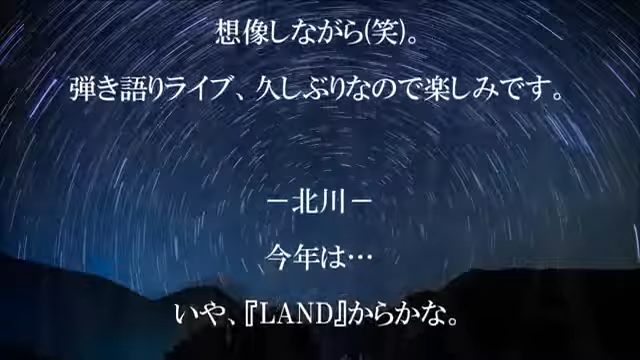 想像しながら(笑)。
弾き語りライブ、久しぶりなので楽しみです。
－北川－
今年は…
いや、『LAND』からかな。